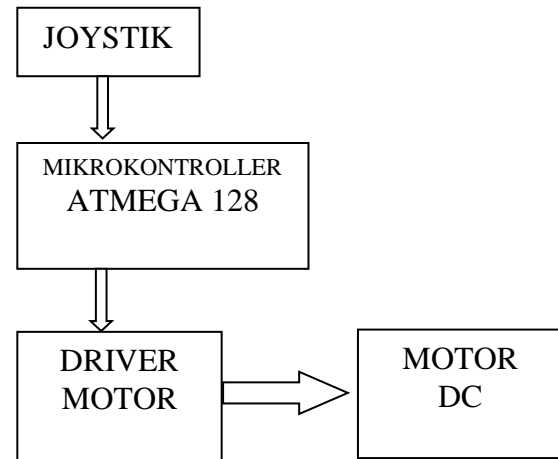 JOYSTIK
MIKROKONTROLLER
ATMEGA 128
DRIVER
MOTOR
MOTOR
DC